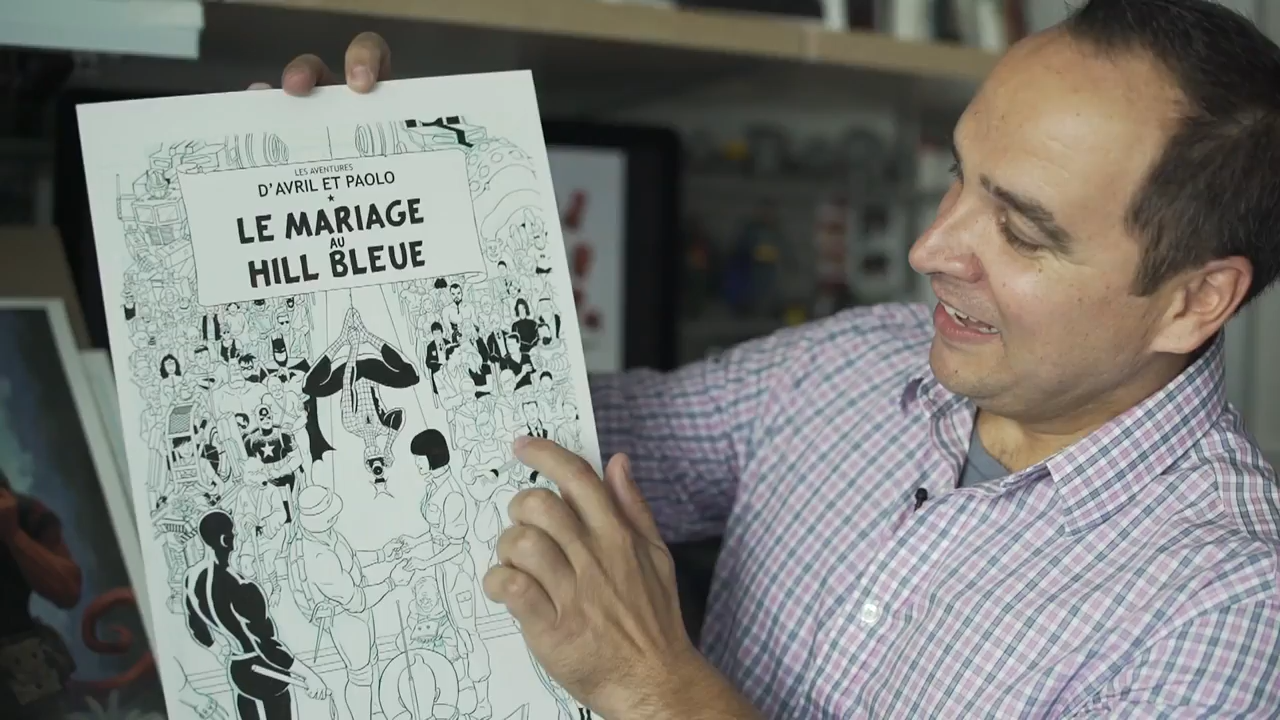 LES AVENTURES
D'AVRIL ET PAOLO
LE MARIAGE
AU
HILL BLEUE